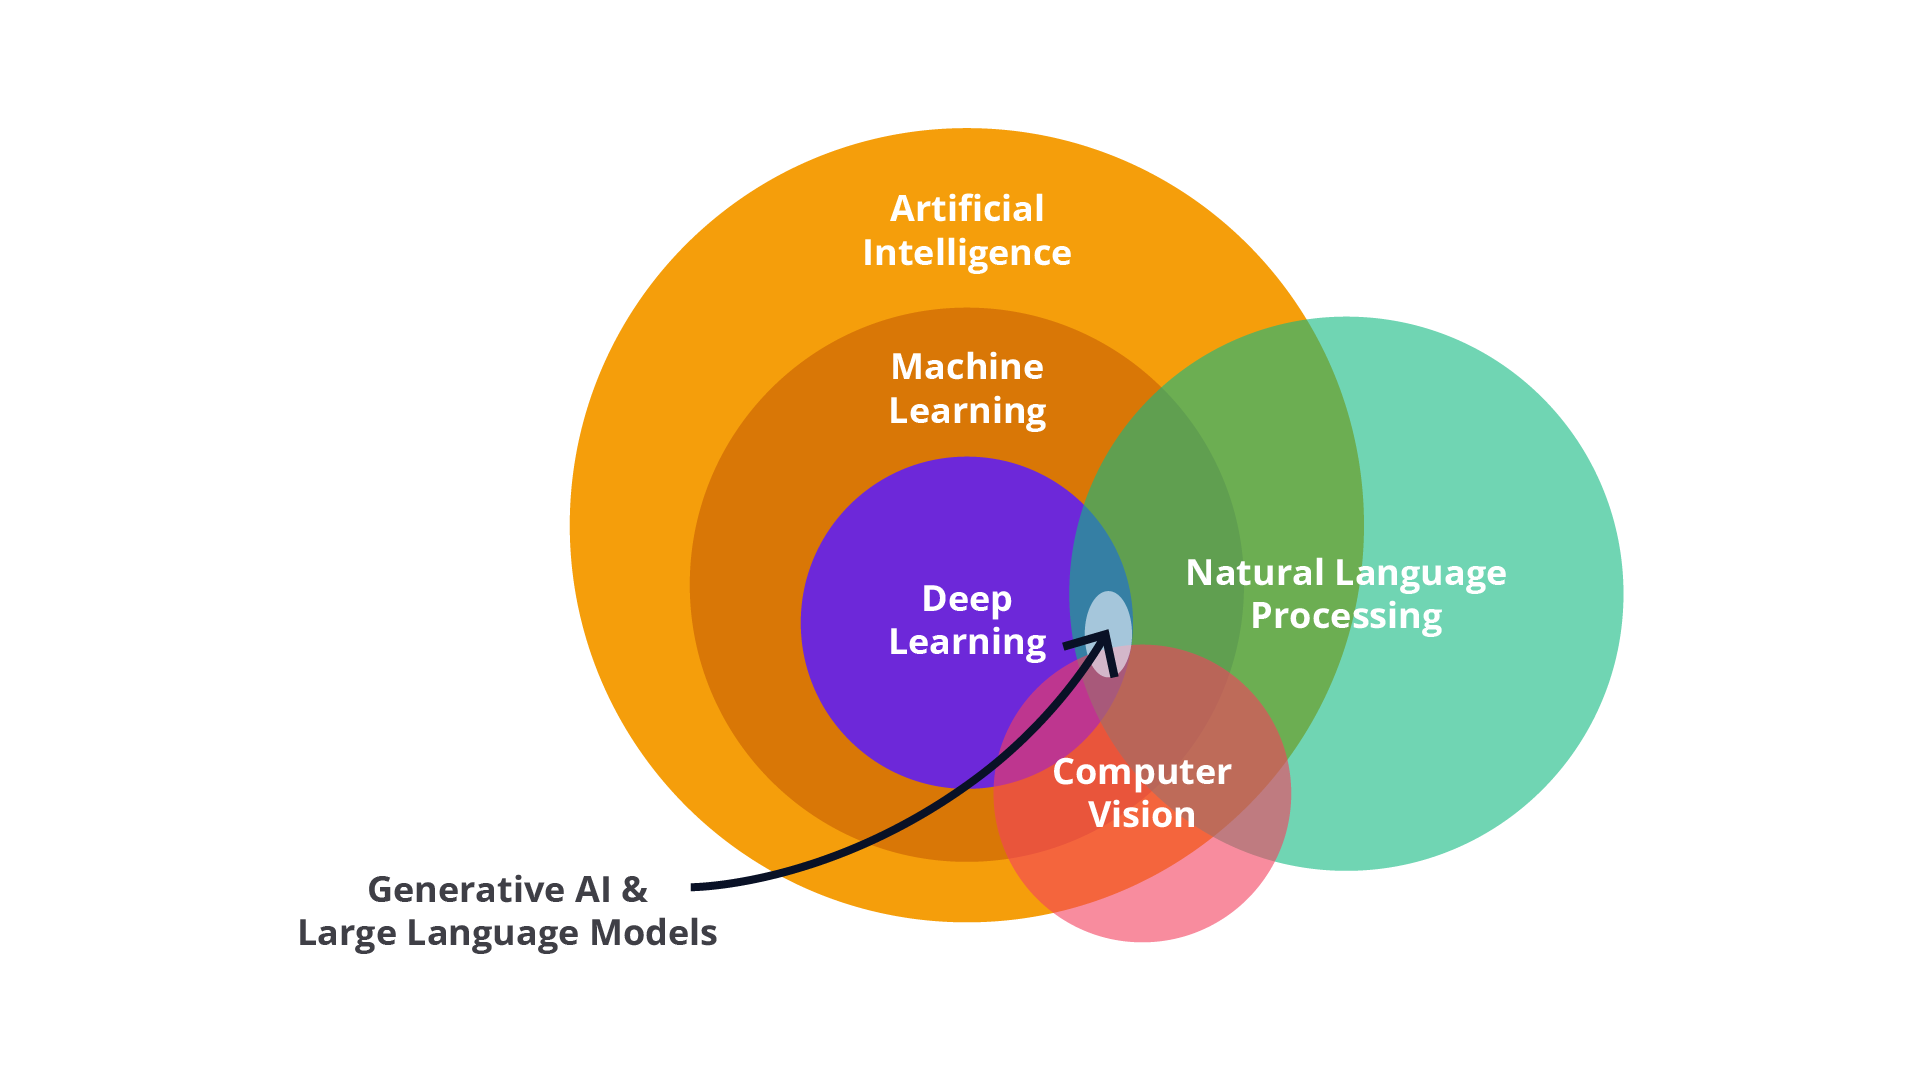 Artificial
Intelligence
Machine
Learning
Deep
Learning
Natural Language
Processing
Computer
Vision
Generative AI &
Large Language Models